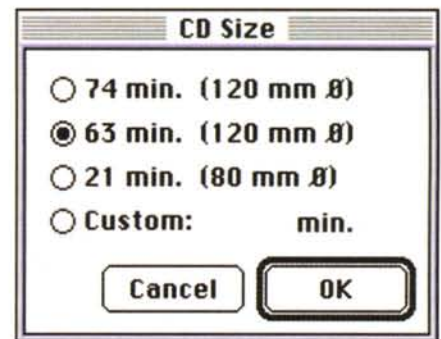 CD Size
74 min. (120 mm Ø)
63 min. (120 mm Ø)
21 min. (80 mm Ø)
Custom: min.
Cancel OK